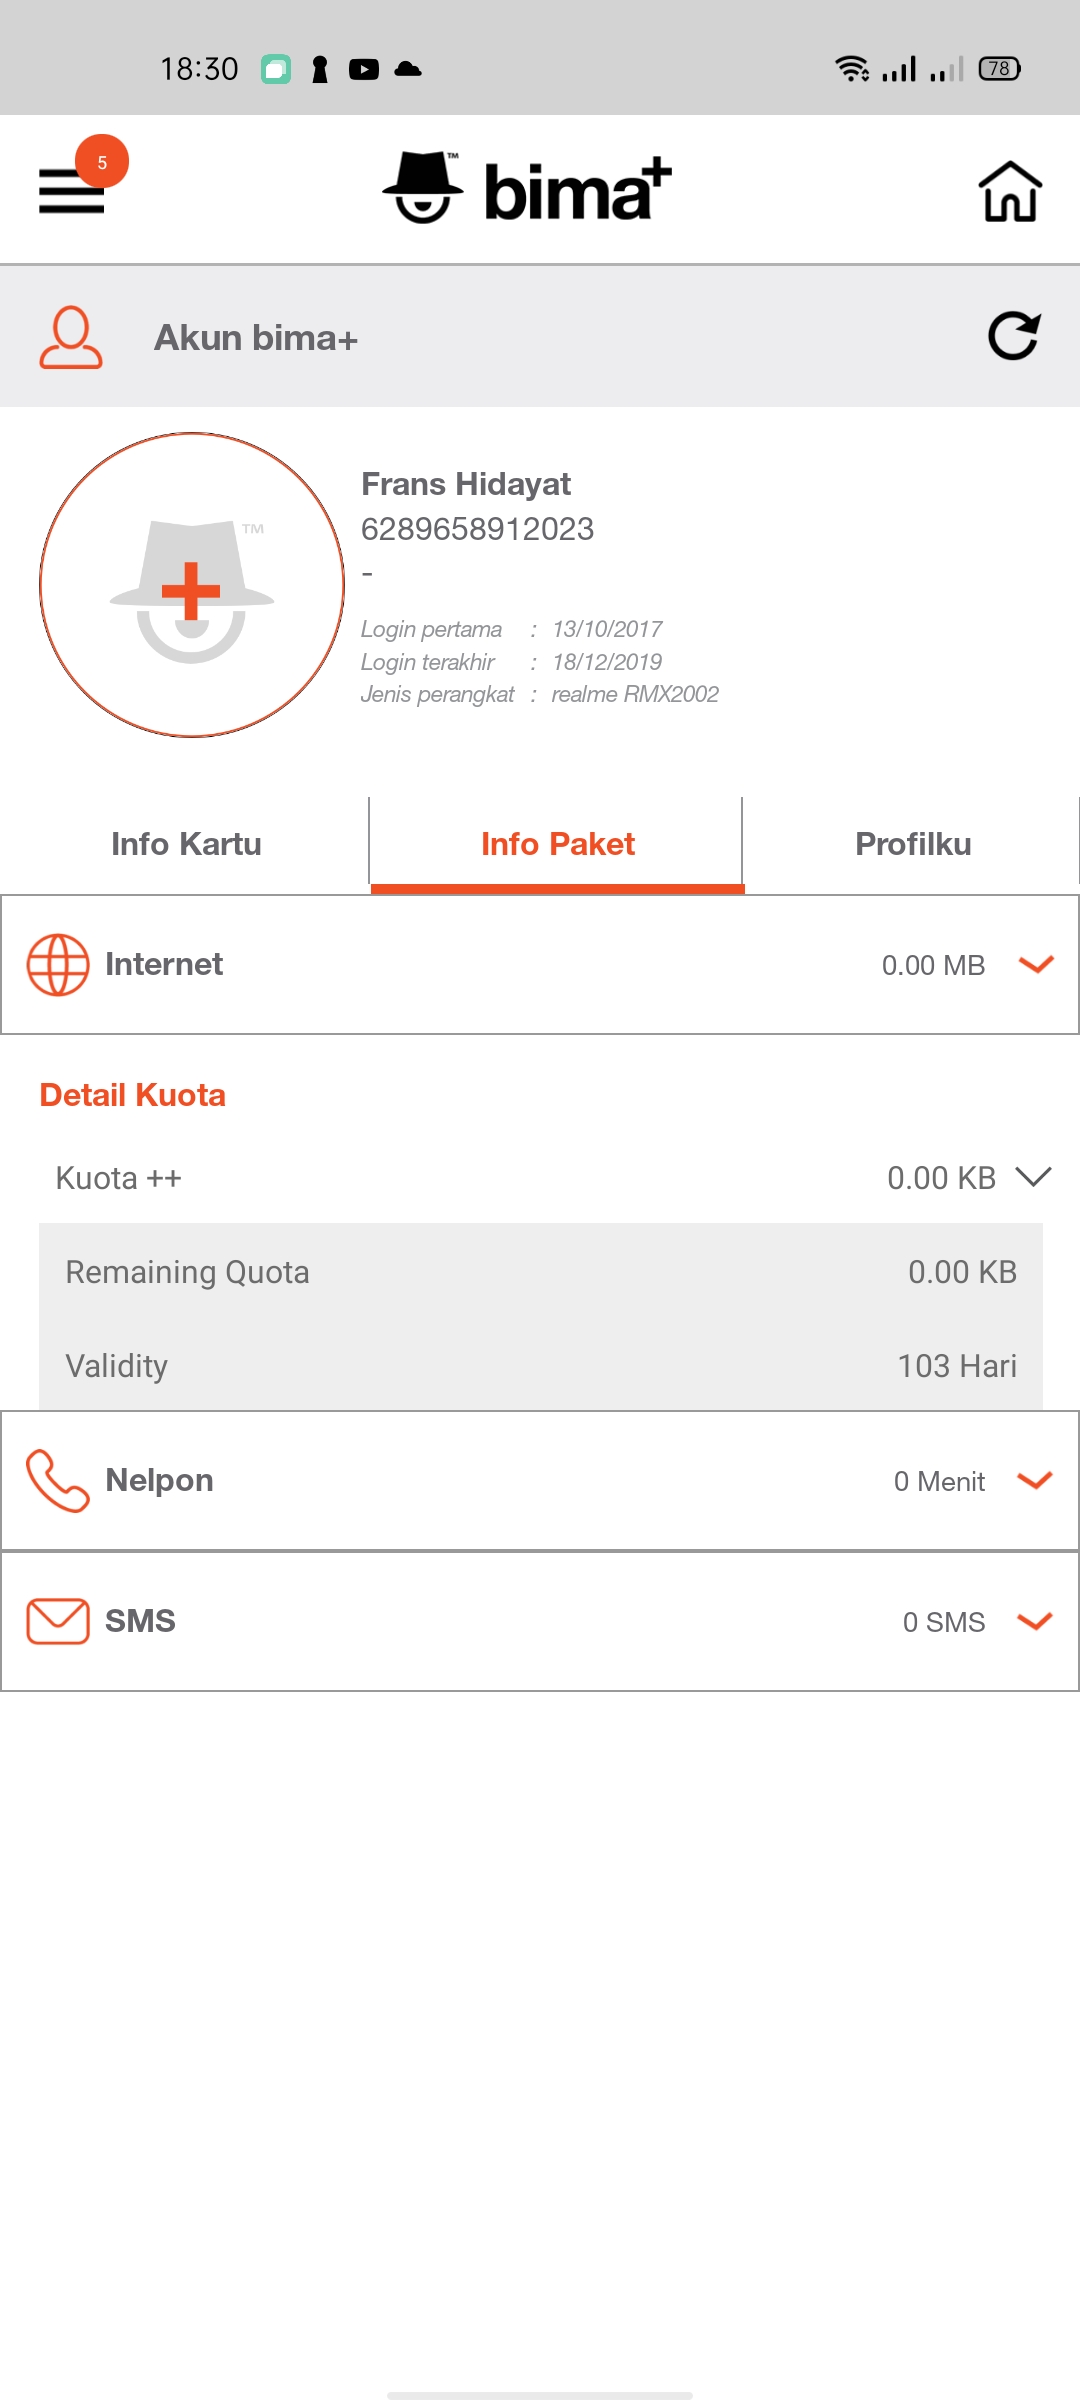 18:30
78
5
bima+
Akun bima+
Frans Hidayat
6289658912023
-
Login pertama : 13/10/2017
Login terakhir : 18/12/2019
Jenis perangkat : realme RMX2002
TM
Info Kartu
Info Paket
Profilku
Internet 0.00 MB
Detail Kuota
Kuota ++ 0.00 KB
Remaining Quota 0.00 KB
Validity 103 Hari
Nelpon 0 Menit
SMS 0 SMS